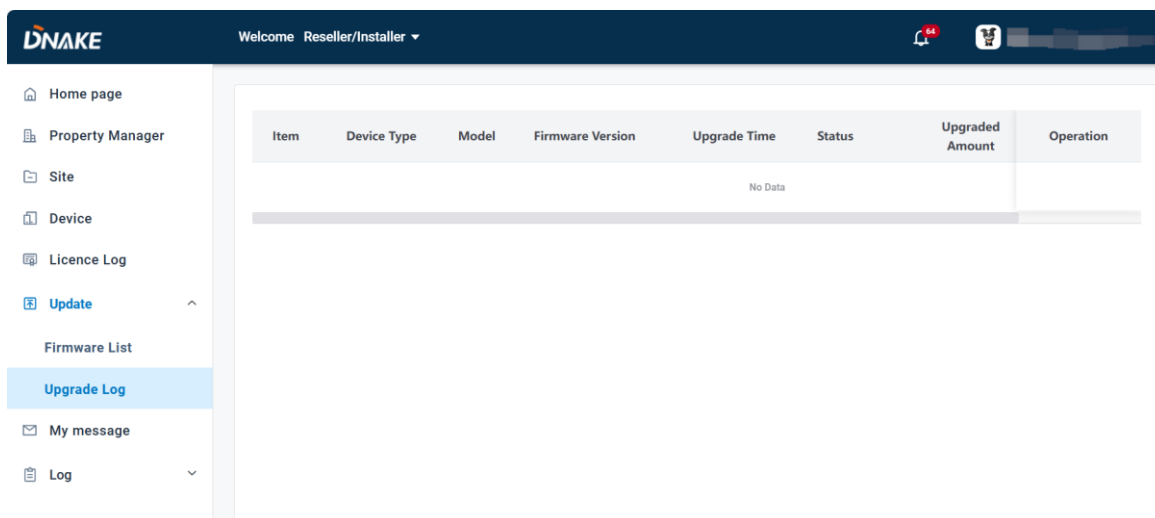 DNAKE
Welcome Reseller/Installer
64
Home page
Property Manager
Site
Device
Licence Log
Update
Firmware List
Upgrade Log
My message
Log
Item Device Type Model Firmware Version Upgrade Time Status Upgraded Amount Operation
No Data